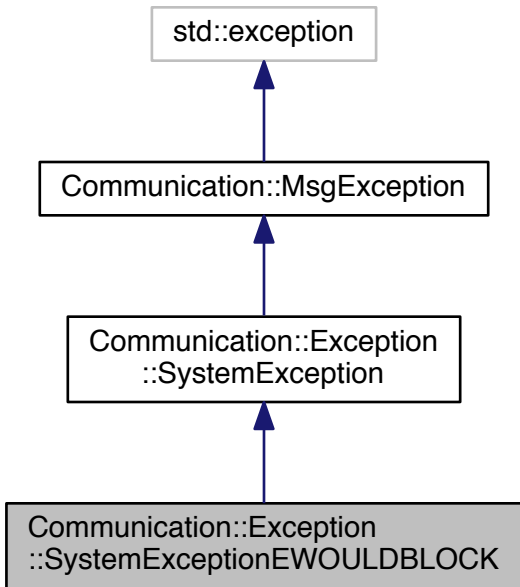 std::exception
Communication::MsgException
Communication::Exception
::SystemException
Communication::Exception
::SystemExceptionEWOULDBLOCK